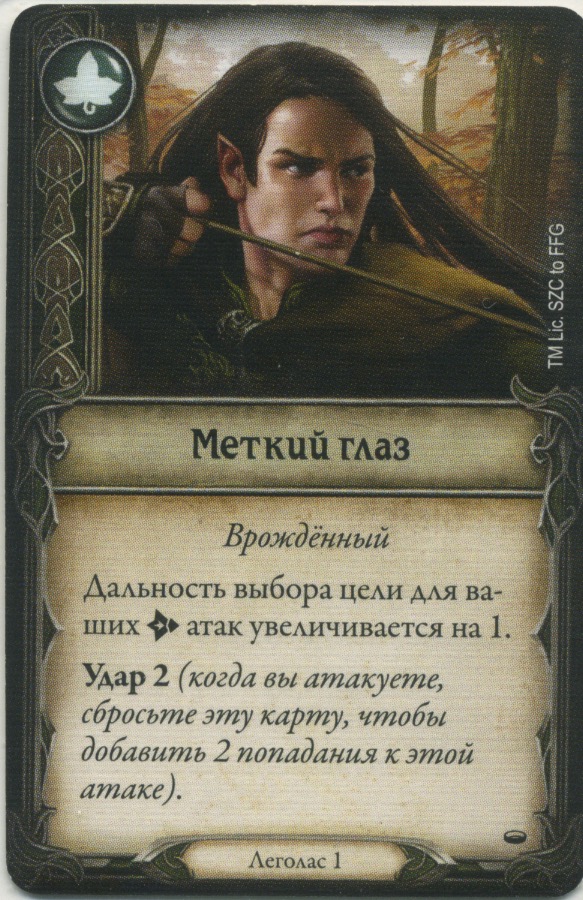 TM Lic. SZC to FFG
Меткий глаз
Врождённый
Дальность выбора цели для ва-
ших атак увеличивается на 1.
Удар 2 (когда вы атакуете,
сбросьте эту карту, чтобы
добавить 2 попадания к этой
атаке).
Леголас 1